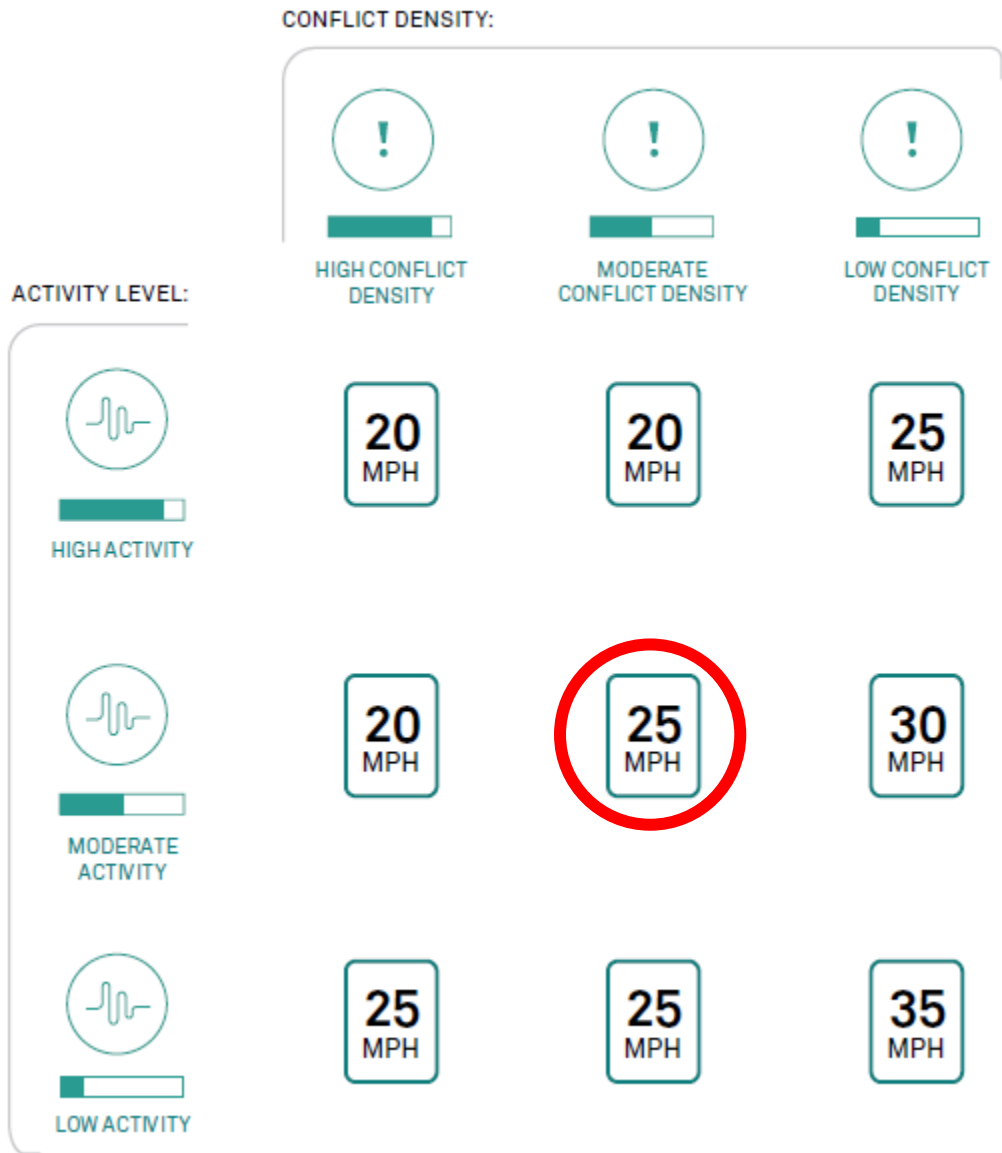 CONFLICT DENSITY:
!
!
!
HIGH CONFLICT
DENSITY
MODERATE
CONFLICT DENSITY
LOW CONFLICT
DENSITY
ACTIVITY LEVEL:
HIGH ACTIVITY
20
MPH
20
MPH
25
MPH
MODERATE
ACTIVITY
20
MPH
25
MPH
30
MPH
LOW ACTIVITY
25
MPH
25
MPH
35
MPH